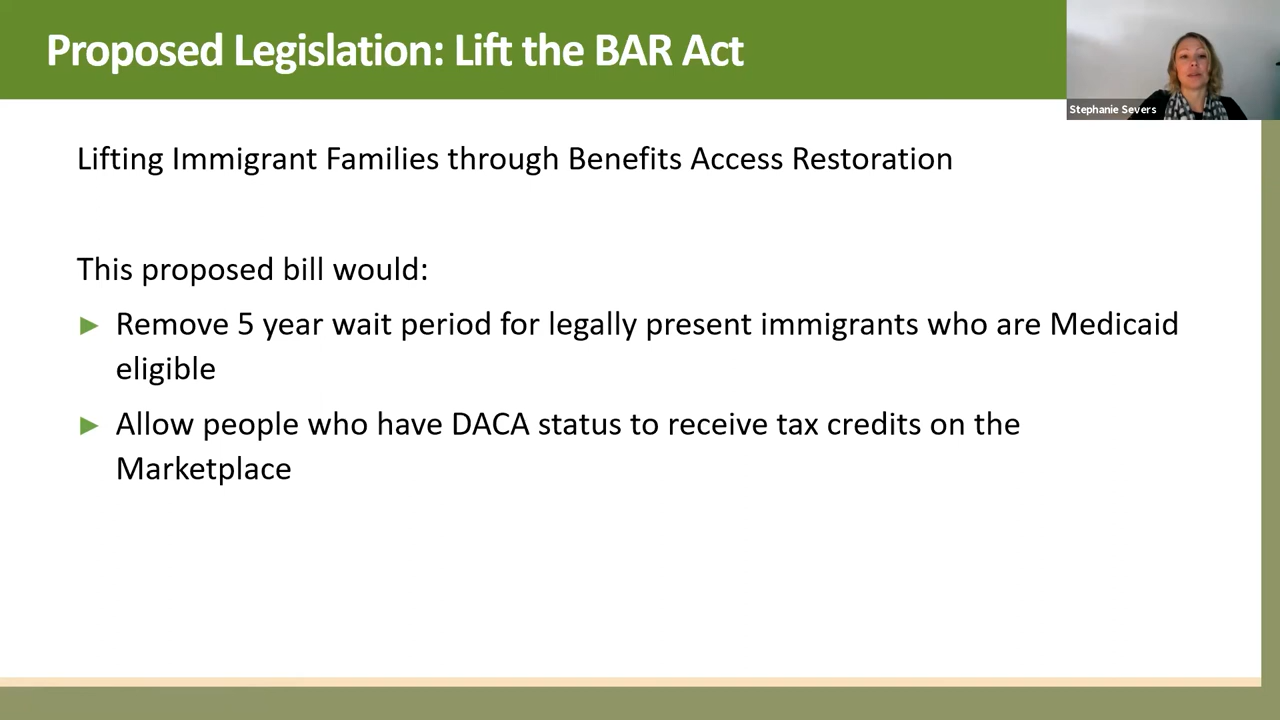 Proposed Legislation: Lift the BAR Act
Stephanie Severs
Lifting Immigrant Families through Benefits Access Restoration
This proposed bill would:
► Remove 5 year wait period for legally present immigrants who are Medicaid
eligible
► Allow people who have DACA status to receive tax credits on the
Marketplace